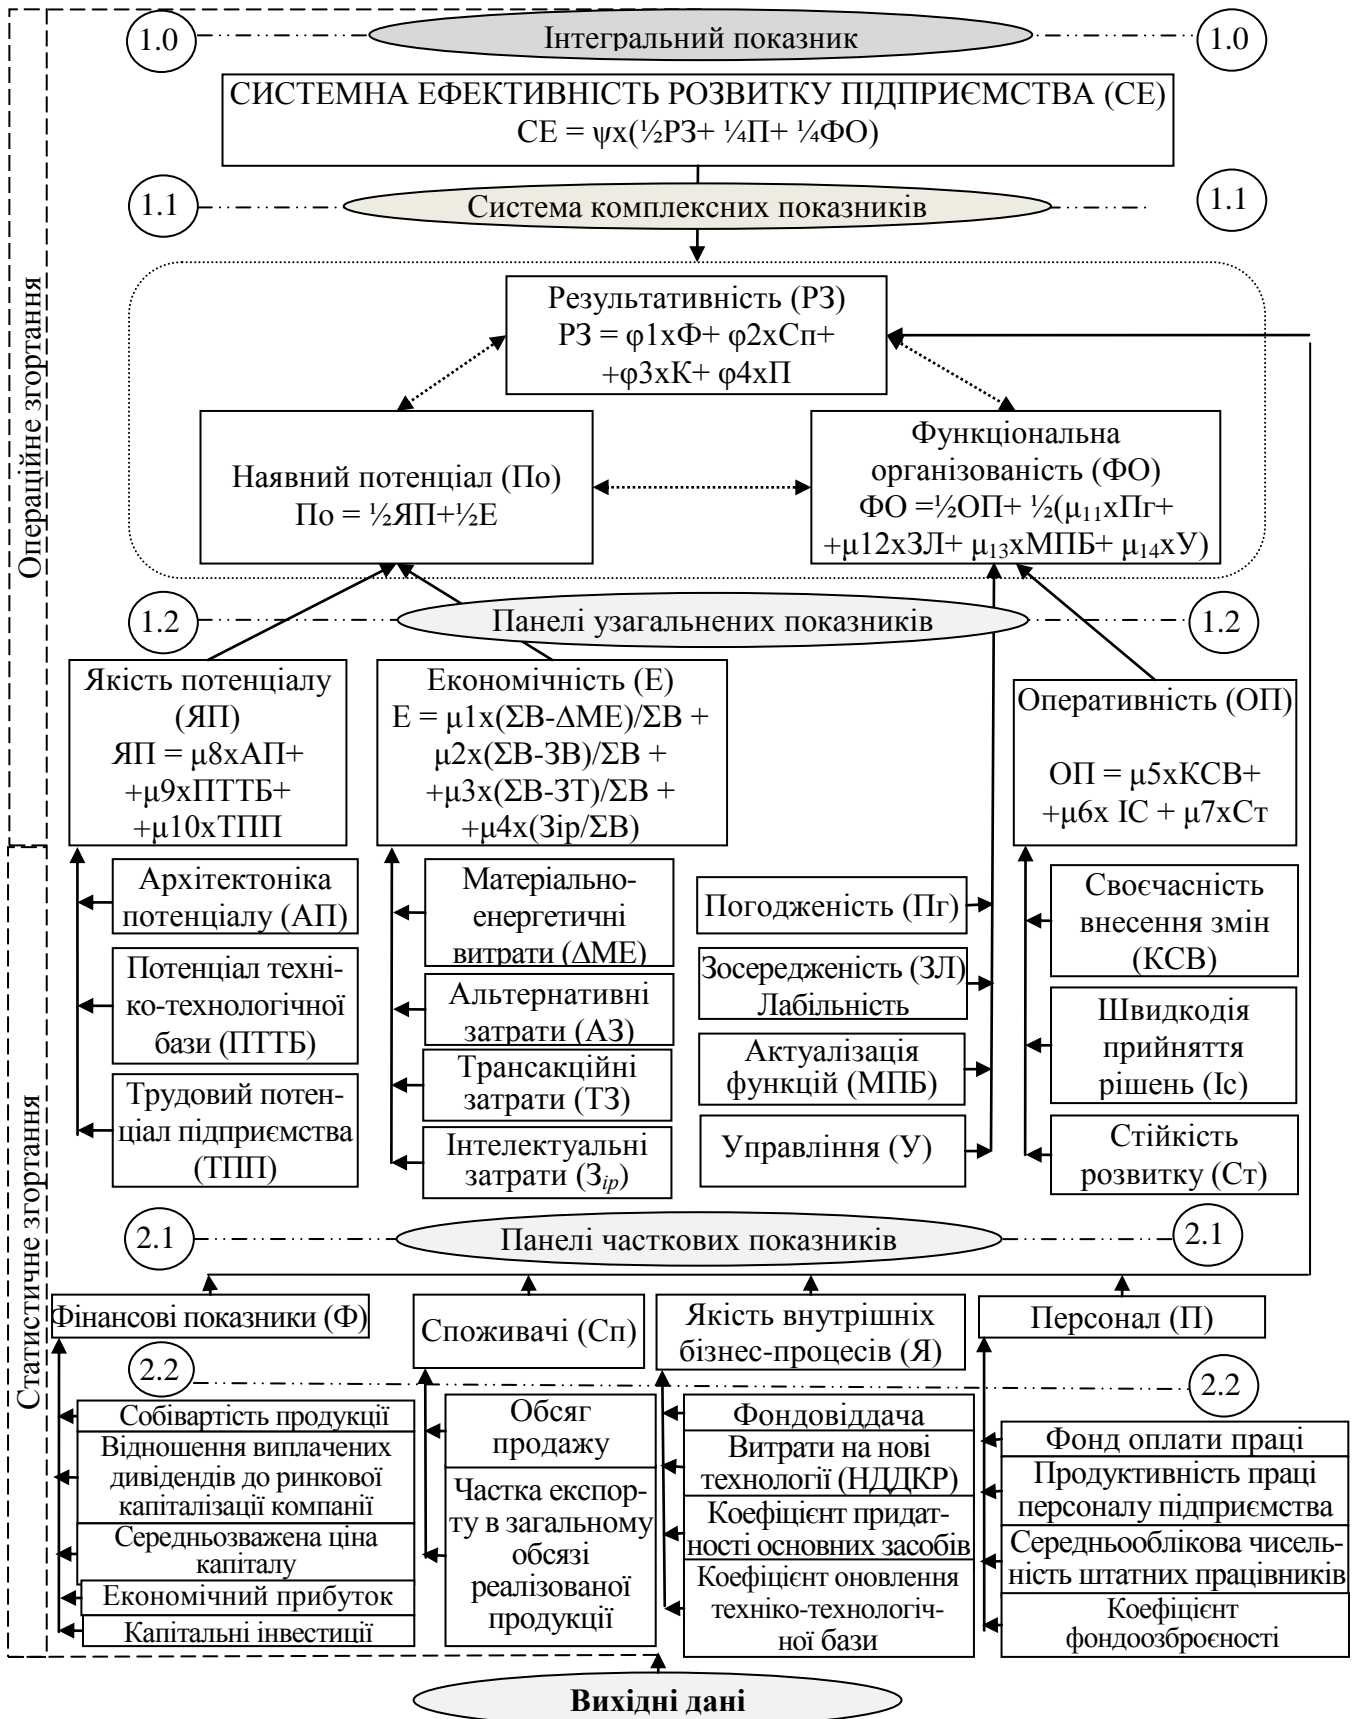 1.0
Інтегральний показник
1.0
СИСТЕМНА ЕФЕКТИВНІСТЬ РОЗВИТКУ ПІДПРИЄМСТВА (СЕ)
СЕ = ψх(½РЗ+ ¼П+ ¼ФО)
1.1
Система комплексних показників
1.1
Операційне згортання
Результативність (РЗ)
РЗ = φ1хФ+ φ2хСп+
+φ3хК+ φ4хП
Наявний потенціал (По)
По = ½ЯП+½Е
Функціональна
організованість (ФО)
ФО =½ОП+ ½(μ₁₁хПг+
+μ12хЗЛ+ μ₁₃хМПБ+ μ₁₄хУ)
1.2
Панелі узагальнених показників
1.2
Якість потенціалу
(ЯП)
ЯП = μ8хАП+
+μ9хПТТБ+
+μ10хТПП
Економічність (Е)
Е = μ1х(ΣВ-ΔМЕ)/ΣВ +
μ2х(ΣВ-ЗВ)/ΣВ +
+μ3х(ΣВ-ЗТ)/ΣВ +
+μ4х(Зір/ΣВ)
Оперативність (ОП)
ОП = μ5хКСВ+
+μ6х ІС + μ7хСт
Статистичне згортання
Архітектоніка
потенціалу (АП)
Потенціал техні-
ко-технологічної
бази (ПТТБ)
Трудовий потен-
ціал підприємства
(ТПП)
Матеріально-
енергетичні
витрати (ΔМЕ)
Альтернативні
затрати (АЗ)
Трансакційні
затрати (ТЗ)
Інтелектуальні
затрати (Зір)
Погодженість (Пг)
Зосередженість (ЗЛ)
Лабільність
Актуалізація
функцій (МПБ)
Управління (У)
Своєчасність
внесення змін
(КСВ)
Швидкодія
прийняття
рішень (Іс)
Стійкість
розвитку (Ст)
2.1
Панелі часткових показників
2.1
Фінансові показники (Ф)
Споживачі (Сп)
Якість внутрішніх
бізнес-процесів (Я)
Персонал (П)
2.2
2.2
Собівартість продукції
Відношення виплачених
дивідендів до ринкової
капіталізації компанії
Середньозважена ціна
капіталу
Економічний прибуток
Капітальні інвестиції
Обсяг
продажу
Частка експор-
ту в загальному
обсязі
реалізованої
продукції
Фондовіддача
Витрати на нові
технології (НДДКР)
Коефіцієнт придат-
ності основних засобів
Коефіцієнт оновлення
техніко-технологіч-
ної бази
Фонд оплати праці
Продуктивність праці
персоналу підприємства
Середньооблікова чисель-
ність штатних працівників
Коефіцієнт
фондоозброєності
Вихідні дані